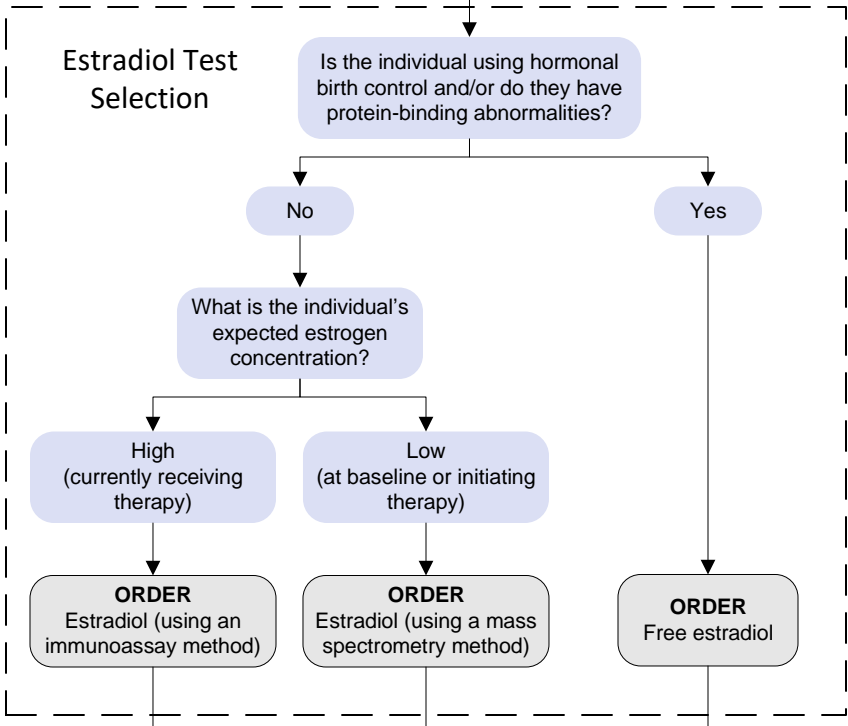 Estradiol Test
Selection
Is the individual using hormonal
birth control and/or do they have
protein-binding abnormalities?
No
Yes
What is the individual's
expected estrogen
concentration?
High
(currently receiving
therapy)
Low
(at baseline or initiating
therapy)
ORDER
Estradiol (using an
immunoassay method)
ORDER
Estradiol (using a mass
spectrometry method)
ORDER
Free estradiol